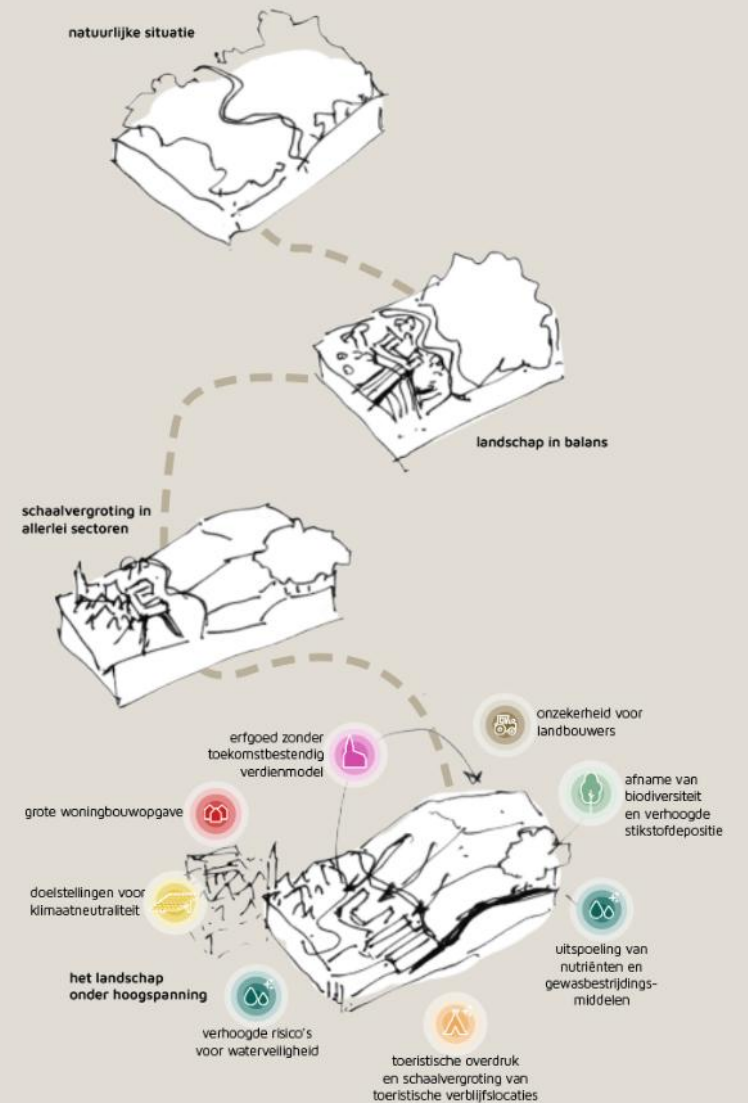 natuurlijke situatie
landschap in balans
schaalvergroting in
allerlei sectoren
erfgoed zonder
toekomstbestendig
verdienmodel
onzekerheid voor
landbouwers
grote woningbouwopgave
afname van
biodiversiteit
en verhoogde
stikstofdepositie
doelstellingen voor
klimaatneutraliteit
uitspoeling van
nutriënten en
gewasbestrijdings-
middelen
het landschap
onder hoogspanning
verhoogde risico's
voor waterveiligheid
toeristische overdruk
en schaalvergroting van
toeristische verblijfslocaties